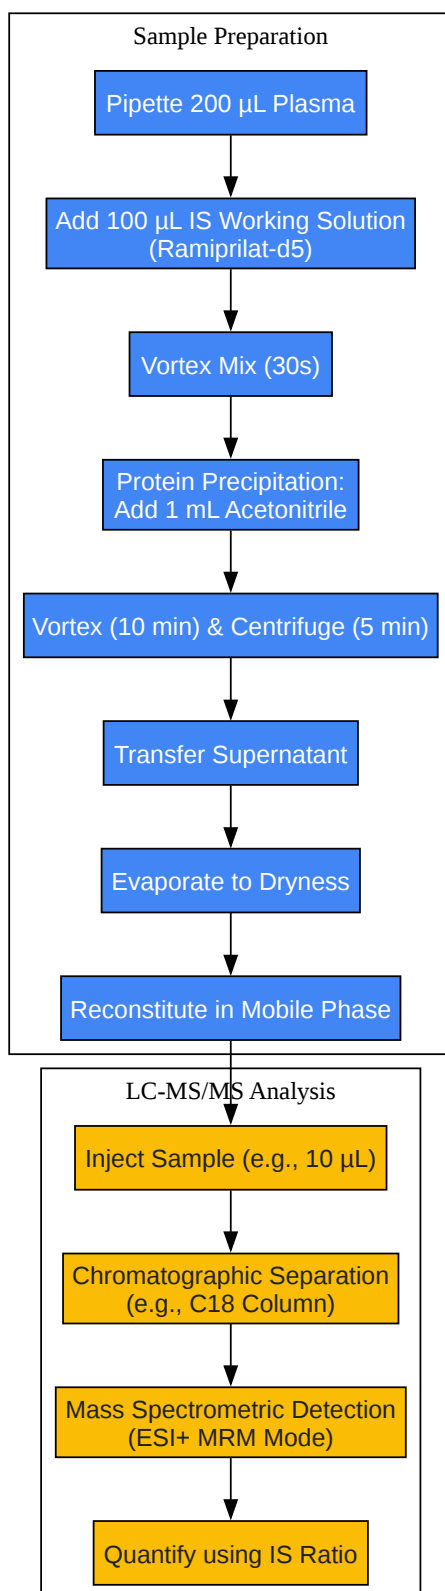 Sample Preparation
Pipette 200 µL Plasma
Add 100 µL IS Working Solution
(Ramiprilat-d5)
Vortex Mix (30s)
Protein Precipitation:
Add 1 mL Acetonitrile
Vortex (10 min) & Centrifuge (5 min)
Transfer Supernatant
Evaporate to Dryness
Reconstitute in Mobile Phase
LC-MS/MS Analysis
Inject Sample (e.g., 10 µL)
Chromatographic Separation
(e.g., C18 Column)
Mass Spectrometric Detection
(ESI+ MRM Mode)
Quantify using IS Ratio